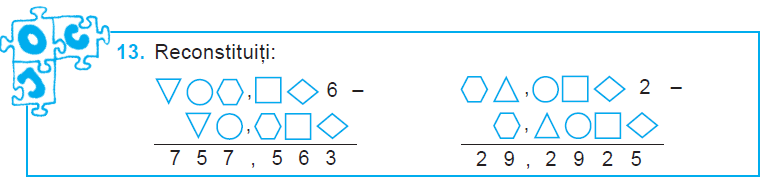 13. Reconstituiți:
▽○⬡,□◇ 6 –    ⬡△,○□◇ 2 –
▽○,⬡□◇    ⬡,△○□◇
7 5 7 , 5 6 3    2 9 , 2 9 2 5